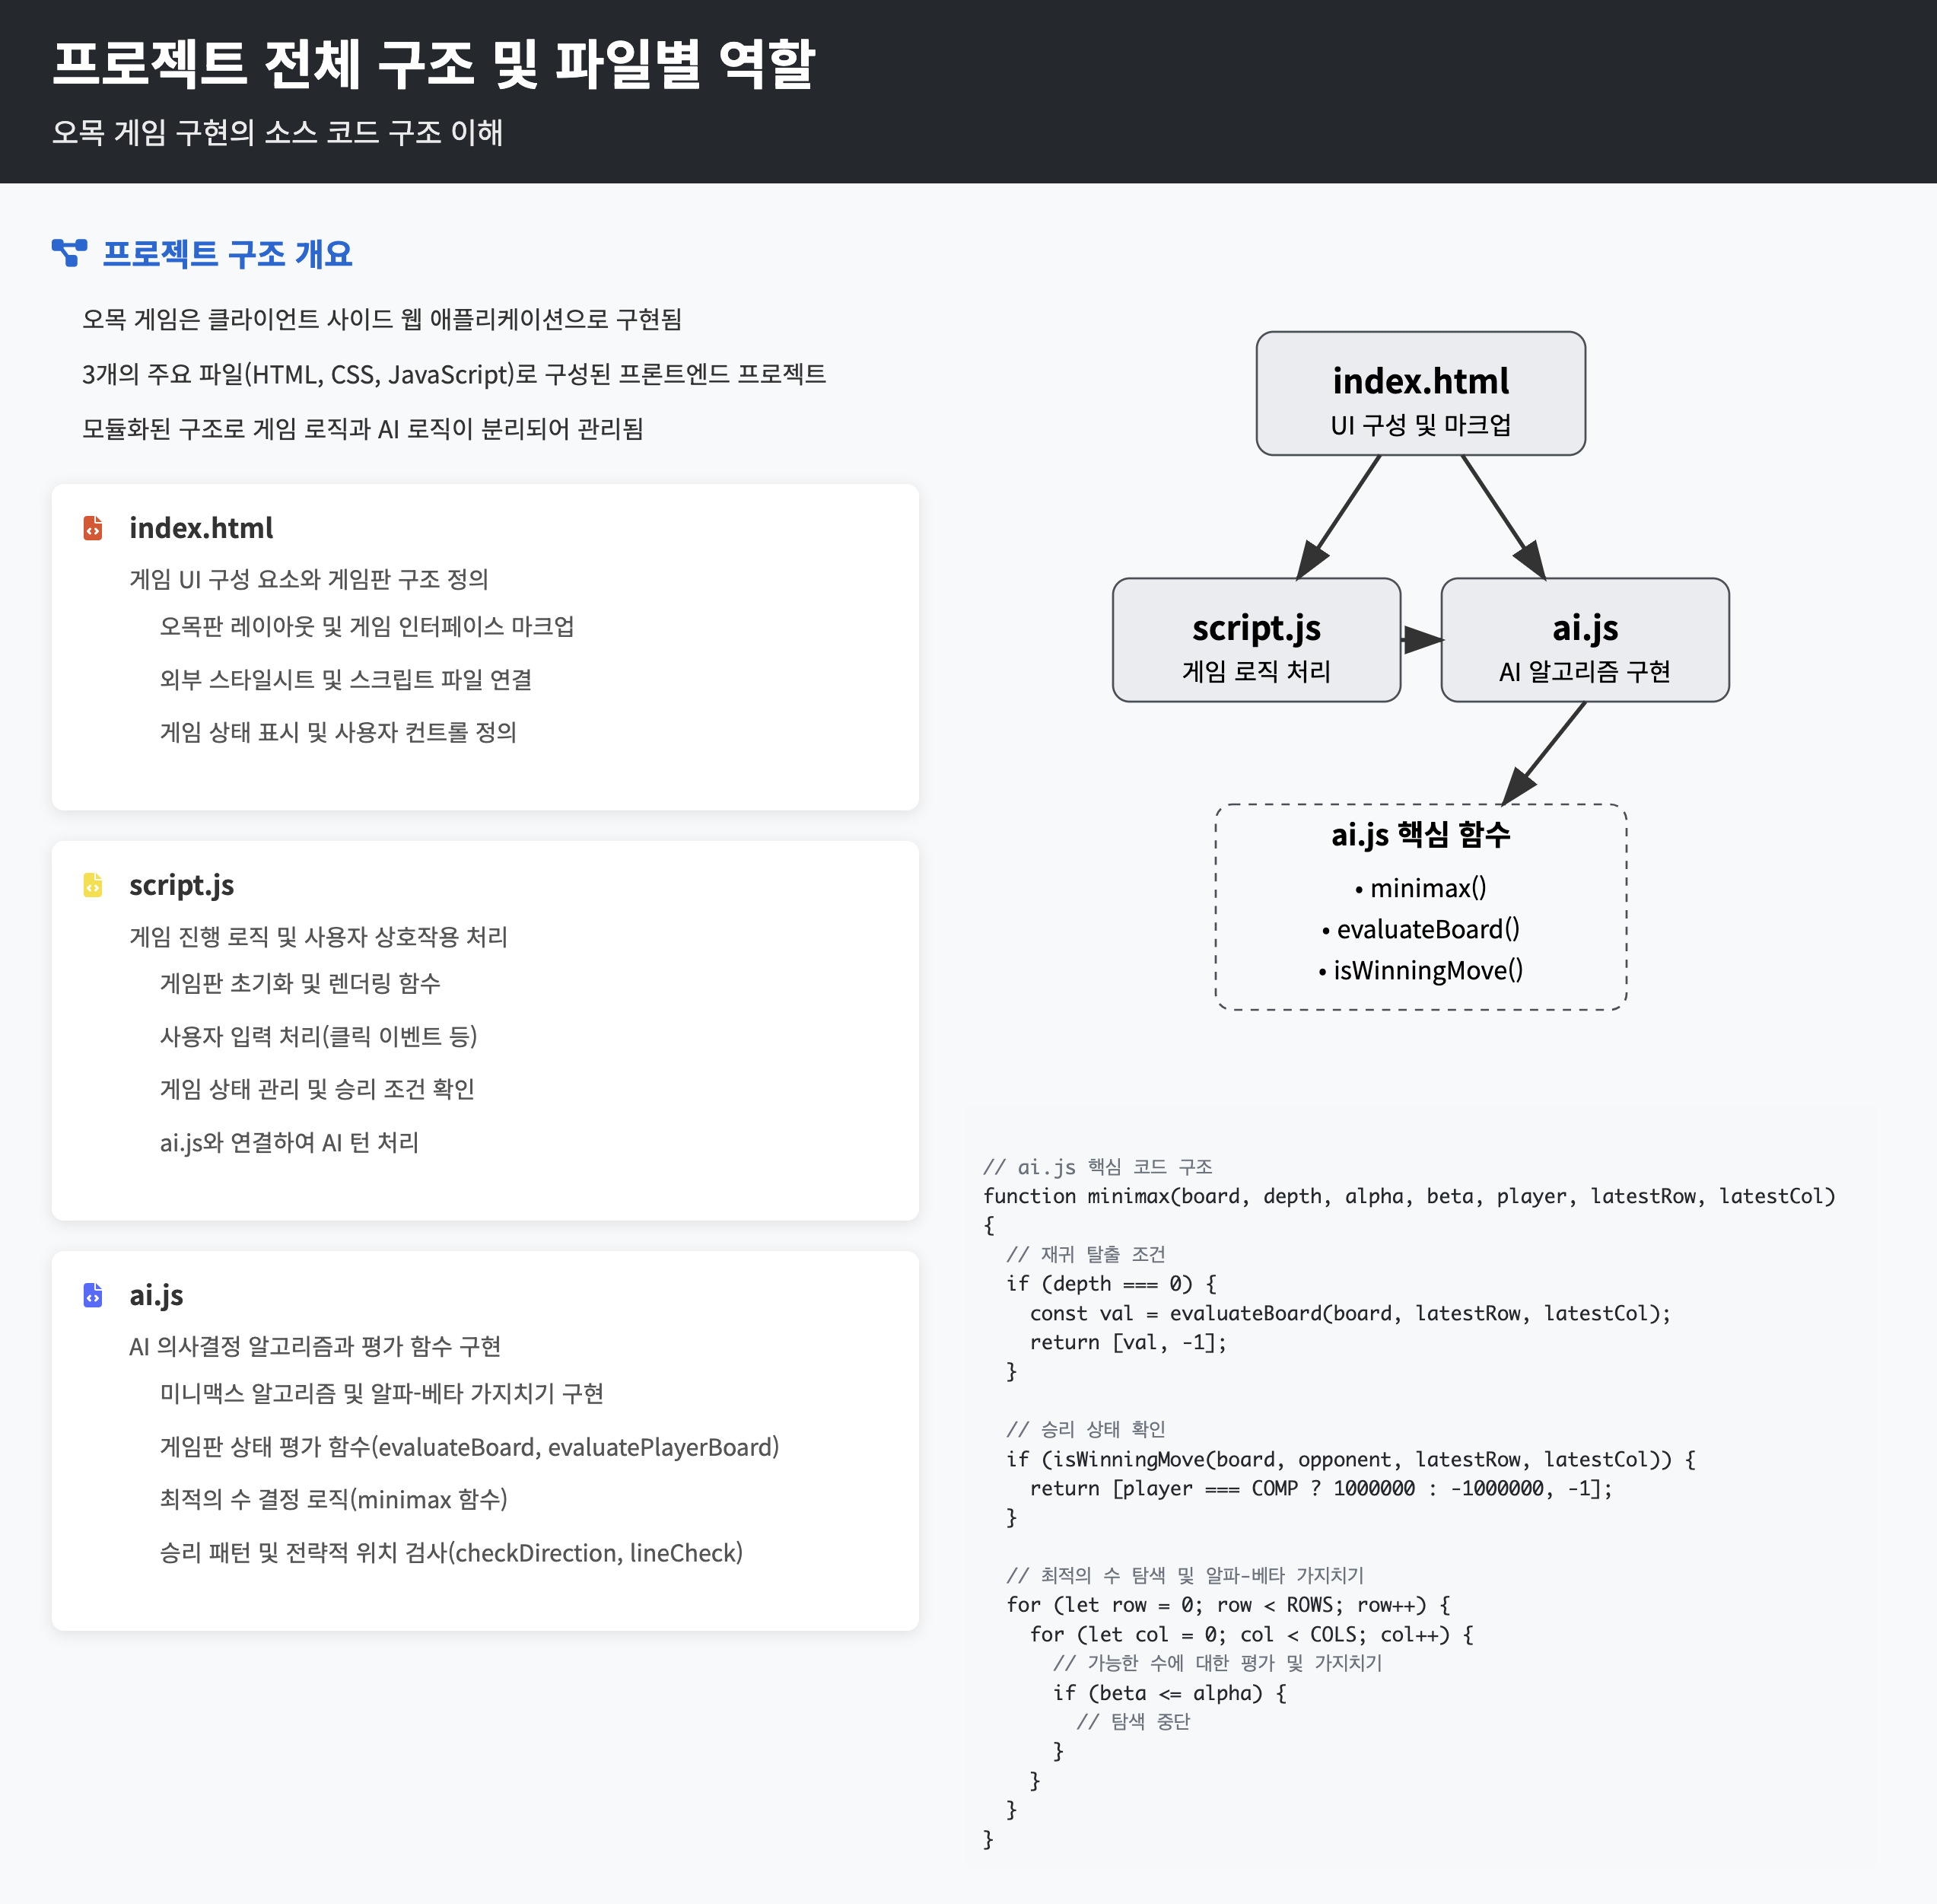 프로젝트 전체 구조 및 파일별 역할
오목 게임 구현의 소스 코드 구조 이해
프로젝트 구조 개요
오목 게임은 클라이언트 사이드 웹 애플리케이션으로 구현됨
3개의 주요 파일(HTML, CSS, JavaScript)로 구성된 프론트엔드 프로젝트
모듈화된 구조로 게임 로직과 AI 로직이 분리되어 관리됨
index.html
게임 UI 구성 요소와 게임판 구조 정의
오목판 레이아웃 및 게임 인터페이스 마크업
외부 스타일시트 및 스크립트 파일 연결
게임 상태 표시 및 사용자 컨트롤 정의
script.js
게임 진행 로직 및 사용자 상호작용 처리
게임판 초기화 및 렌더링 함수
사용자 입력 처리(클릭 이벤트 등)
게임 상태 관리 및 승리 조건 확인
ai.js와 연결하여 AI 턴 처리
ai.js
AI 의사결정 알고리즘과 평가 함수 구현
미니맥스 알고리즘 및 알파-베타 가지치기 구현
게임판 상태 평가 함수(evaluateBoard, evaluatePlayerBoard)
최적의 수 결정 로직(minimax 함수)
승리 패턴 및 전략적 위치 검사(checkDirection, lineCheck)
index.html
UI 구성 및 마크업
script.js
게임 로직 처리
ai.js
AI 알고리즘 구현
ai.js 핵심 함수
• minimax()
• evaluateBoard()
• isWinningMove()
// ai.js 핵심 코드 구조
function minimax(board, depth, alpha, beta, player, latestRow, latestCol)
{
  // 재귀 탈출 조건
  if (depth === 0) {
    const val = evaluateBoard(board, latestRow, latestCol);
    return [val, -1];
  }
  // 승리 상태 확인
  if (isWinningMove(board, opponent, latestRow, latestCol)) {
    return [player === COMP ? 1000000 : -1000000, -1];
  }
  // 최적의 수 탐색 및 알파-베타 가지치기
  for (let row = 0; row < ROWS; row++) {
    for (let col = 0; col < COLS; col++) {
      // 가능한 수에 대한 평가 및 가지치기
      if (beta <= alpha) {
        // 탐색 중단
      }
    }
  }
}